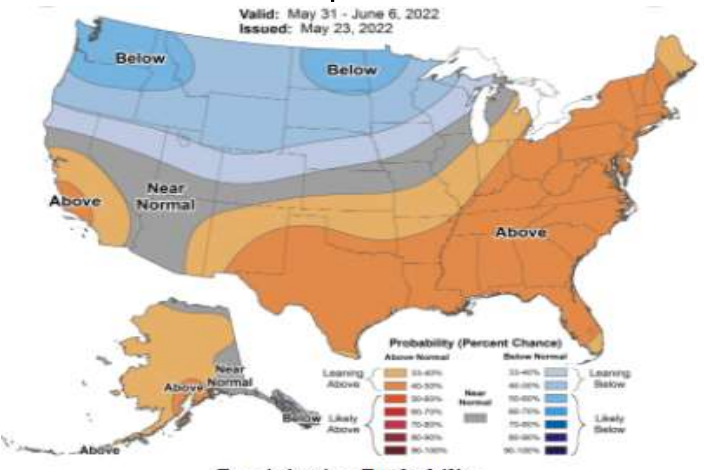 Valid: May 31 - June 6, 2022
Issued: May 23, 2022
Below
Below
Above
Near
Normal
Above
Near
Normal
Above
Below
Above
Probability (Percent Chance)
Above Normal
Below Normal
Leaning
Above
Likely
Above
Near
Normal
Leaning
Below
Likely
Below
33-40%
40-50%
50-60%
60-70%
70-80%
80-90%
90-100%
33-40%
40-50%
50-60%
60-70%
70-80%
80-90%
90-100%